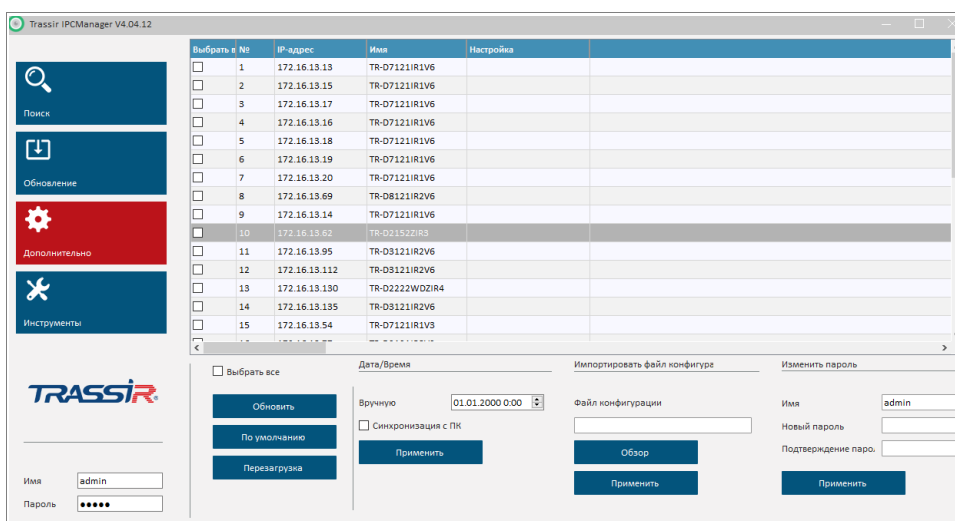 Trassir IPCManager V4.04.12
Выбрать в № IP-адрес Имя Настройка
1 172.16.13.13 TR-D7121IR1V6
2 172.16.13.15 TR-D7121IR1V6
3 172.16.13.17 TR-D7121IR1V6
4 172.16.13.16 TR-D7121IR1V6
5 172.16.13.18 TR-D7121IR1V6
6 172.16.13.19 TR-D7121IR1V6
7 172.16.13.20 TR-D7121IR1V6
8 172.16.13.69 TR-D8121IR2V6
9 172.16.13.14 TR-D7121IR1V6
10 172.16.13.62 TR-D2152ZIR3
11 172.16.13.95 TR-D3121IR2V6
12 172.16.13.112 TR-D3121IR2V6
13 172.16.13.130 TR-D2222WDZIR4
14 172.16.13.135 TR-D3121IR2V6
15 172.16.13.54 TR-D7121IR1V3
Поиск
Обновление
Дополнительно
Инструменты
TRASSIR
Имя admin
Пароль
Выбрать все
Обновить
По умолчанию
Перезагрузка
Дата/Время
Вручную 01.01.2000 0:00
Синхронизация с ПК
Применить
Импортировать файл конфигура
Файл конфигурации
Обзор
Применить
Изменить пароль
Имя admin
Новый пароль
Подтверждение паро
Применить